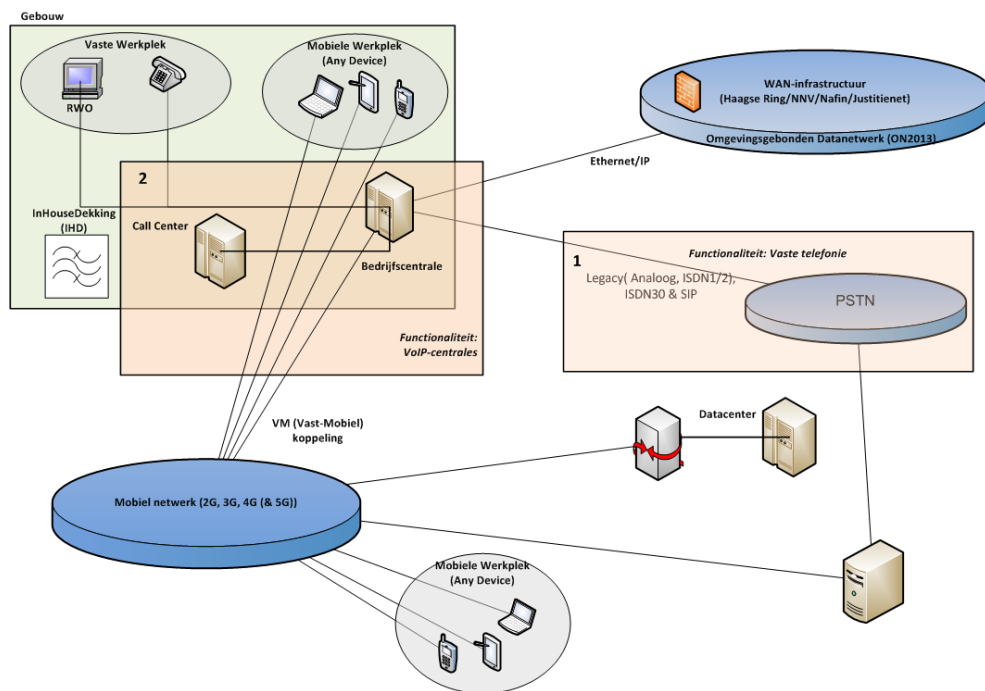 Gebouw
Vaste Werkplek
RWO
Mobiele Werkplek
(Any Device)
WAN-infrastructuur
(Haagse Ring/NNV/Nafin/Justitienet)
Omgevingsgebonden Datanetwerk (ON2013)
Ethernet/IP
2
InHouseDekking
(IHD)
Call Center
Bedrijfscentrale
Functionaliteit:
VoIP-centrales
1
Functionaliteit: Vaste telefonie
Legacy( Analoog, ISDN1/2),
ISDN30 & SIP
PSTN
VM (Vast-Mobiel)
koppeling
Datacenter
Mobiel netwerk (2G, 3G, 4G (& 5G))
Mobiele Werkplek
(Any Device)